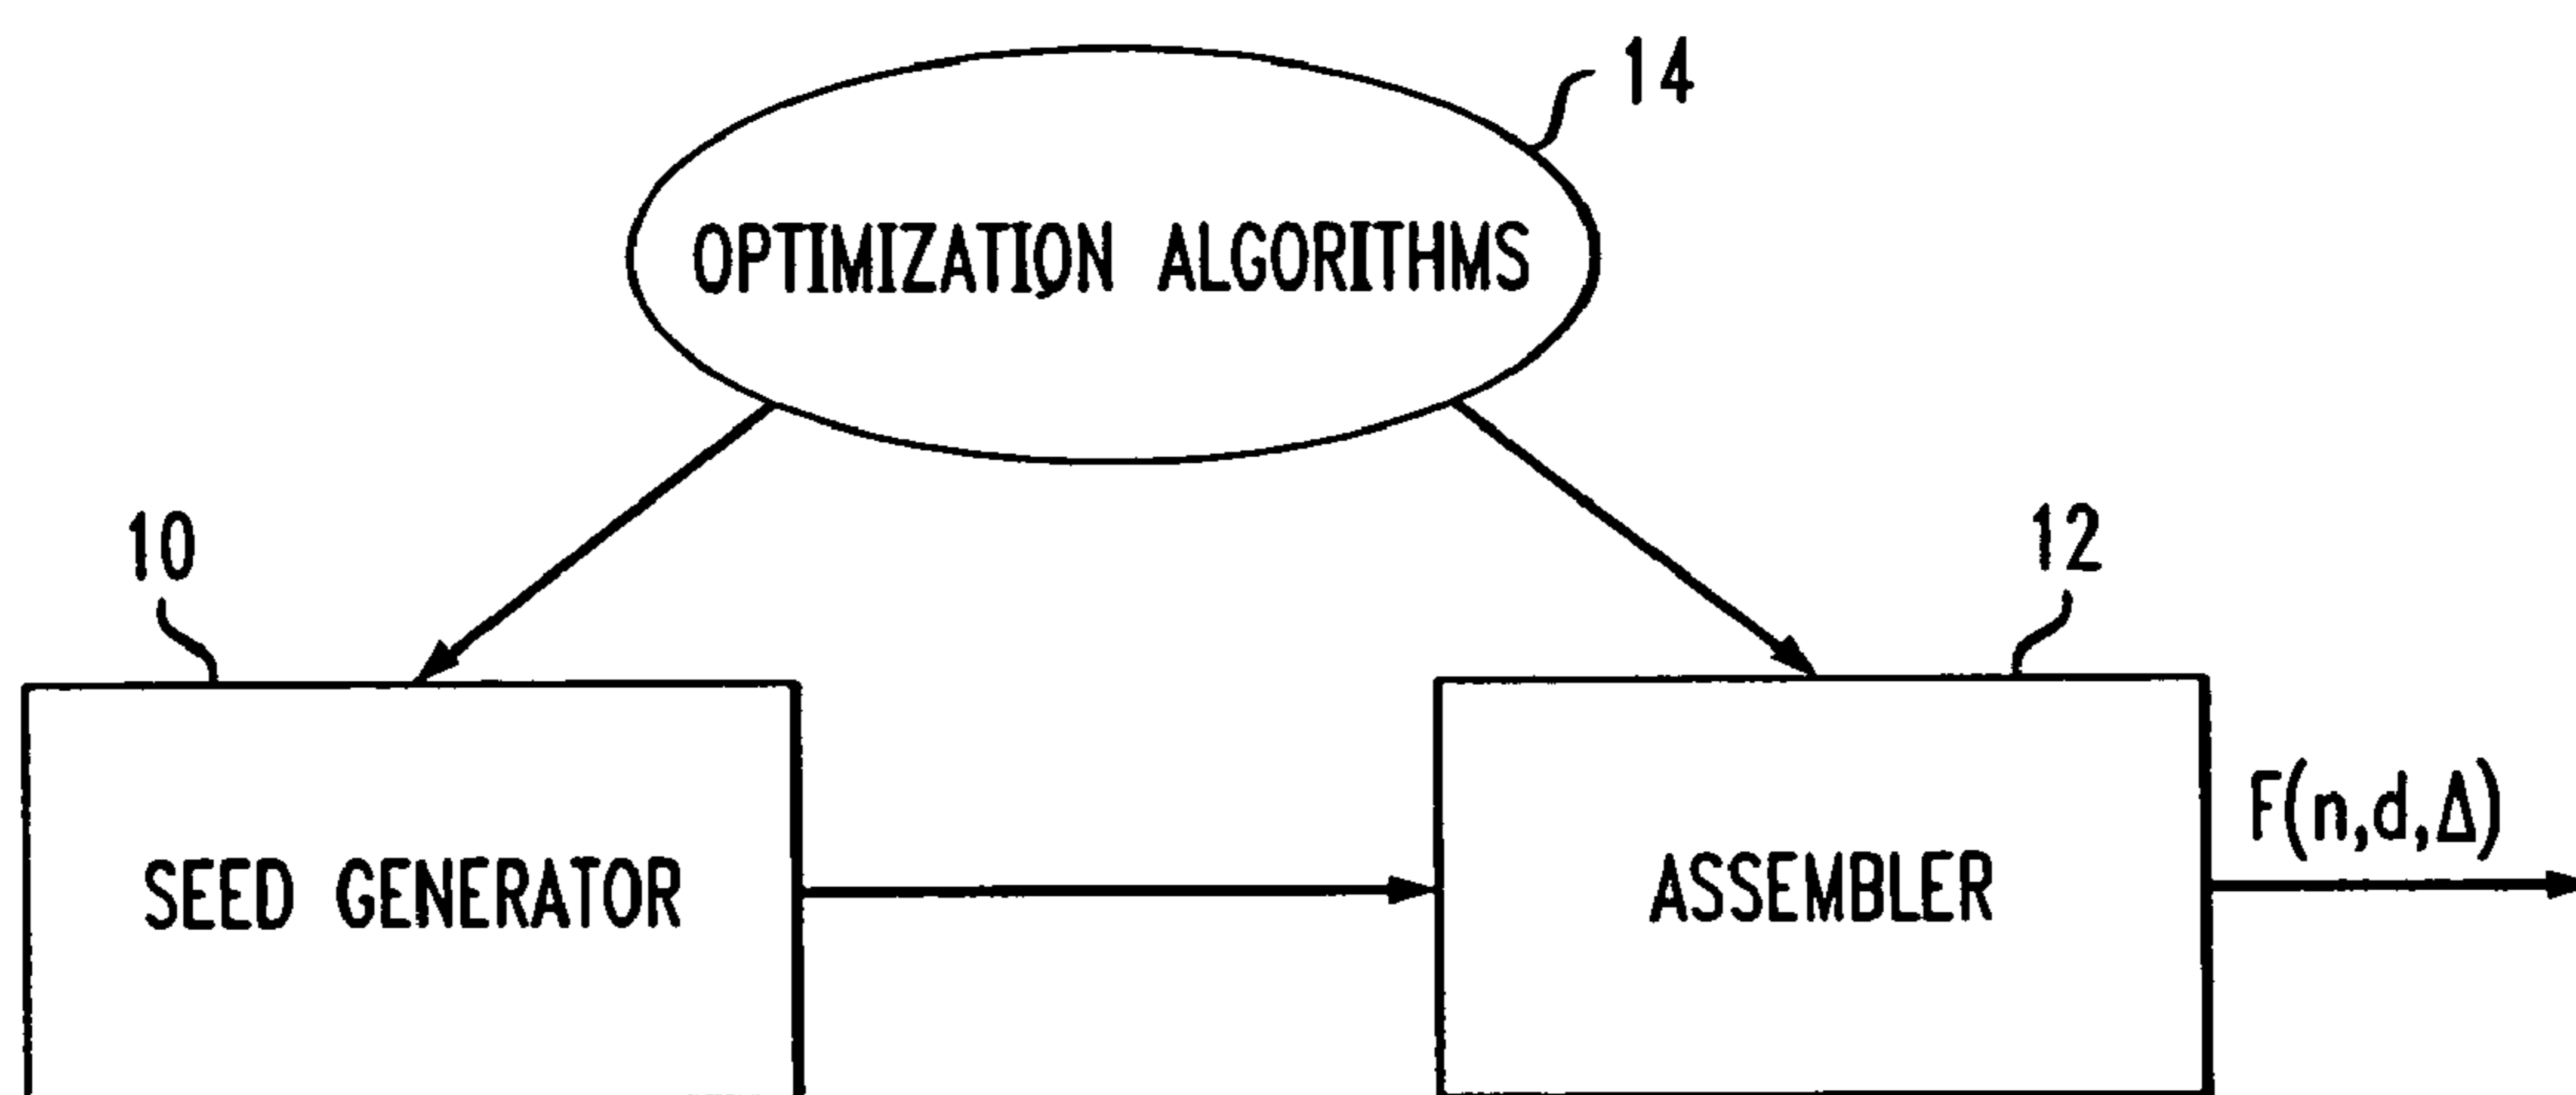 14
OPTIMIZATION ALGORITHMS
10
12
F(n,d,Δ)
SEED GENERATOR
ASSEMBLER